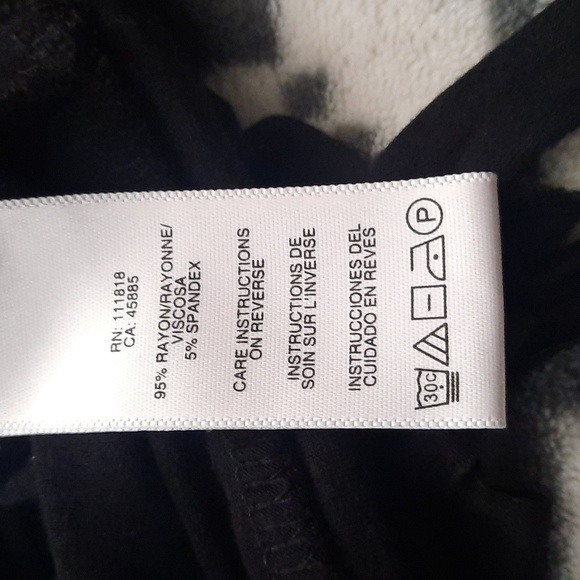 RN: 111818
CA: 45885
95% RAYON/RAYONNE/
VISCOSA
5% SPANDEX
CARE INSTRUCTIONS
ON REVERSE
INSTRUCTIONS DE
SOIN SUR L'INVERSE
INSTRUCCIONES DEL
CUIDADO EN REVES
30C P